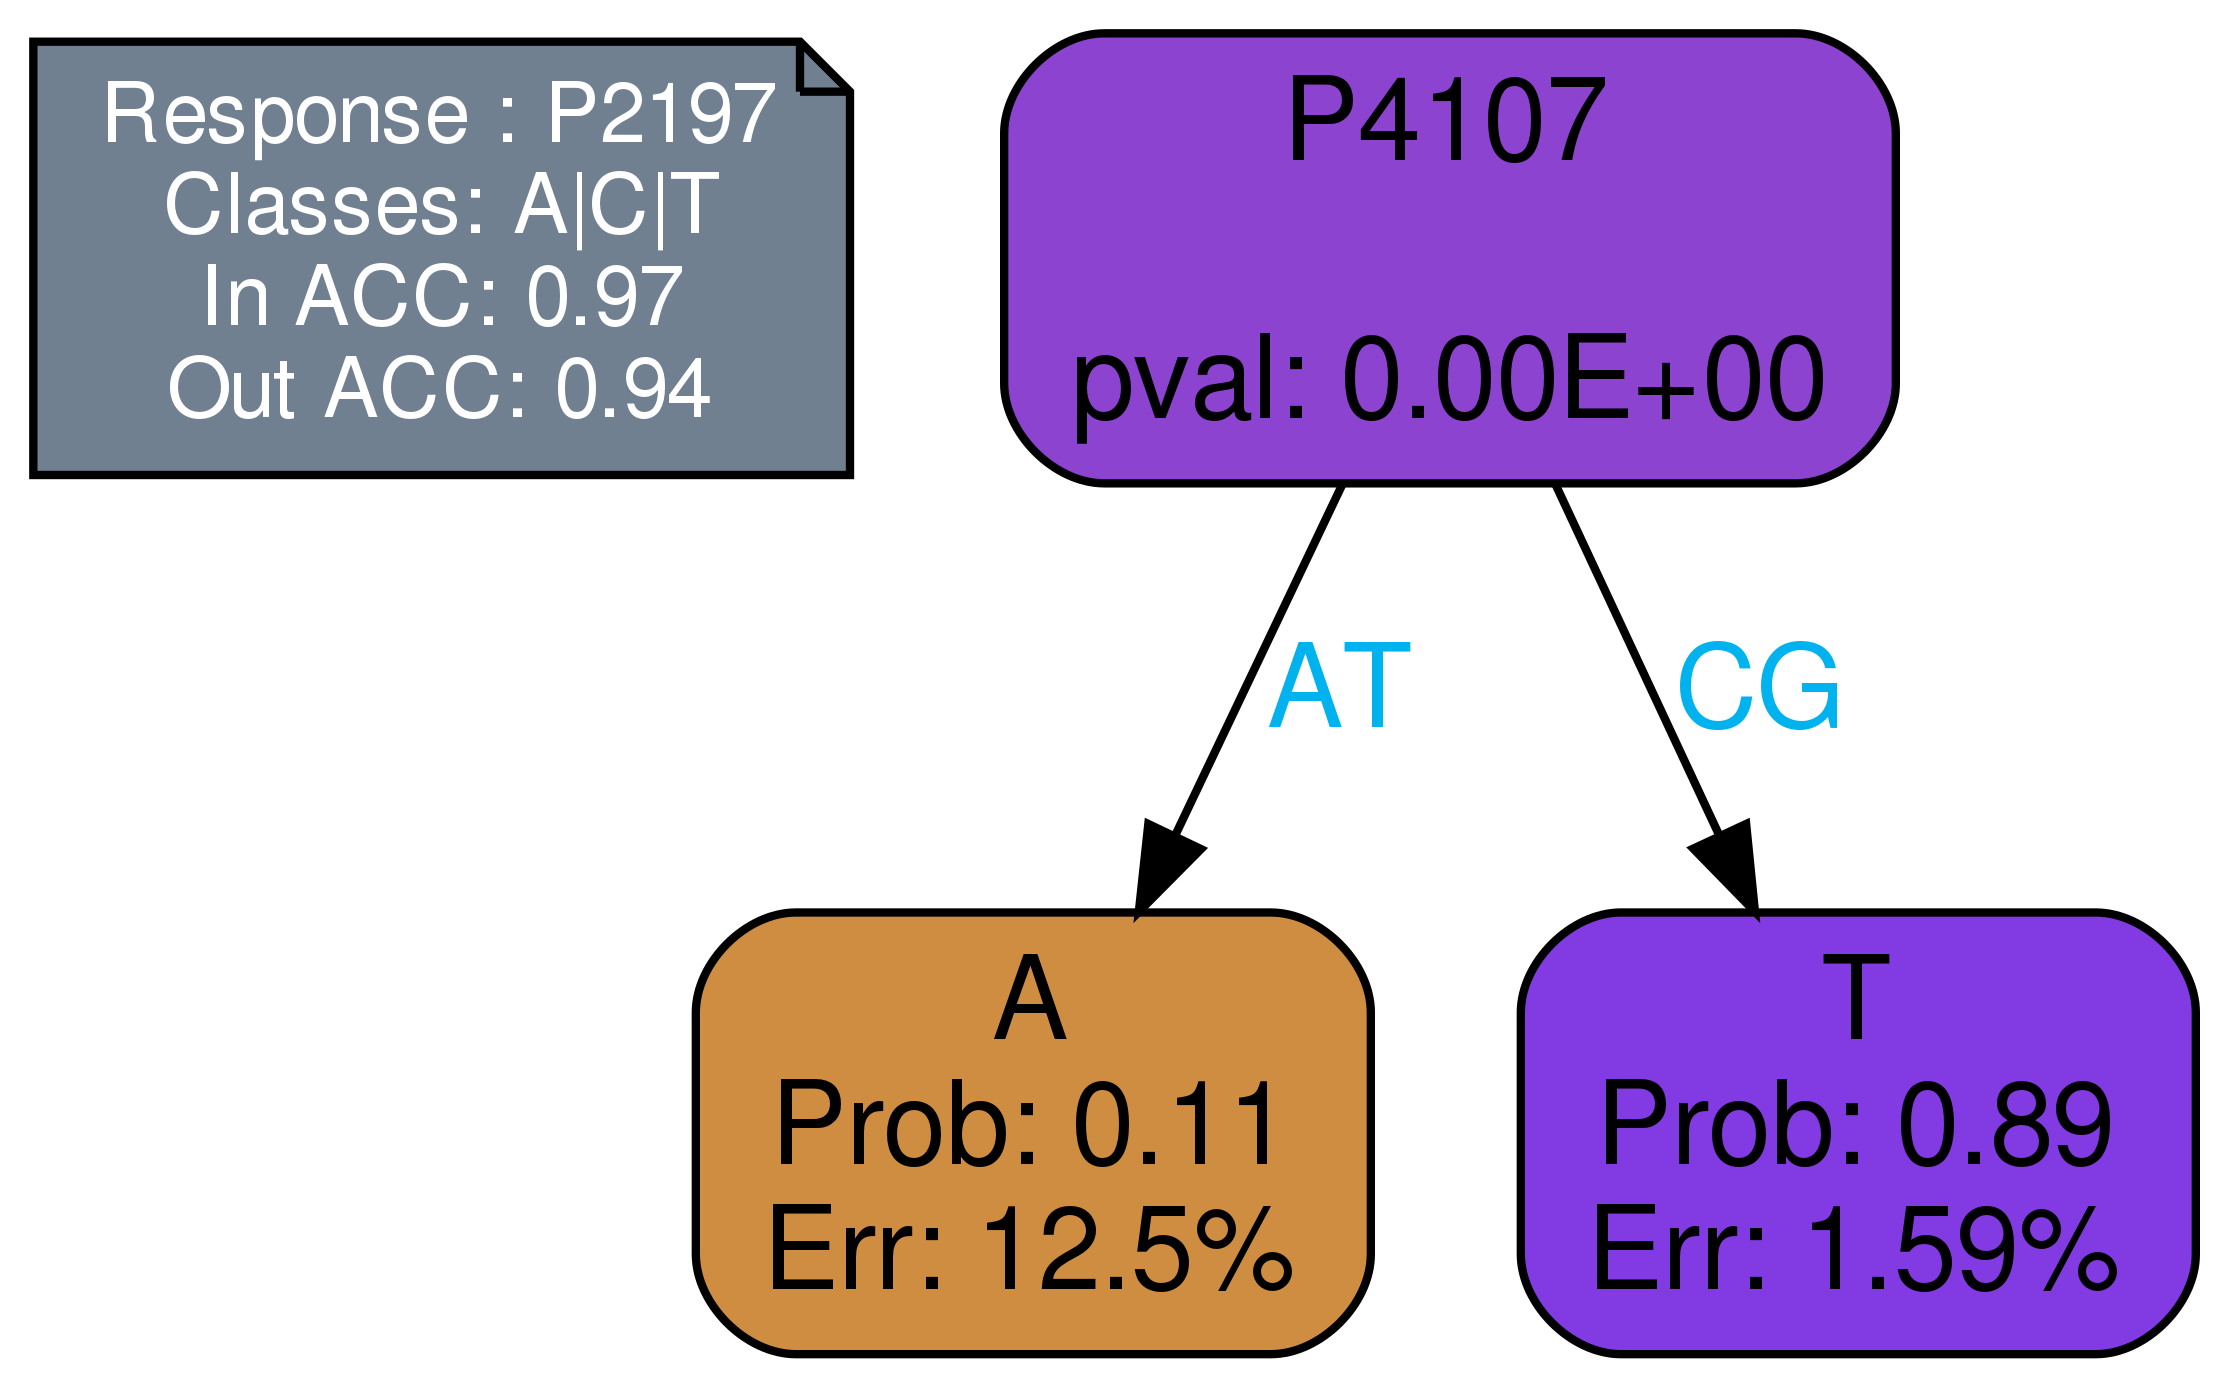 Response : P2197
Classes: A|C|T
In ACC: 0.97
Out ACC: 0.94
P4107
pval: 0.00E+00
AT
CG
A
Prob: 0.11
Err: 12.5%
T
Prob: 0.89
Err: 1.59%